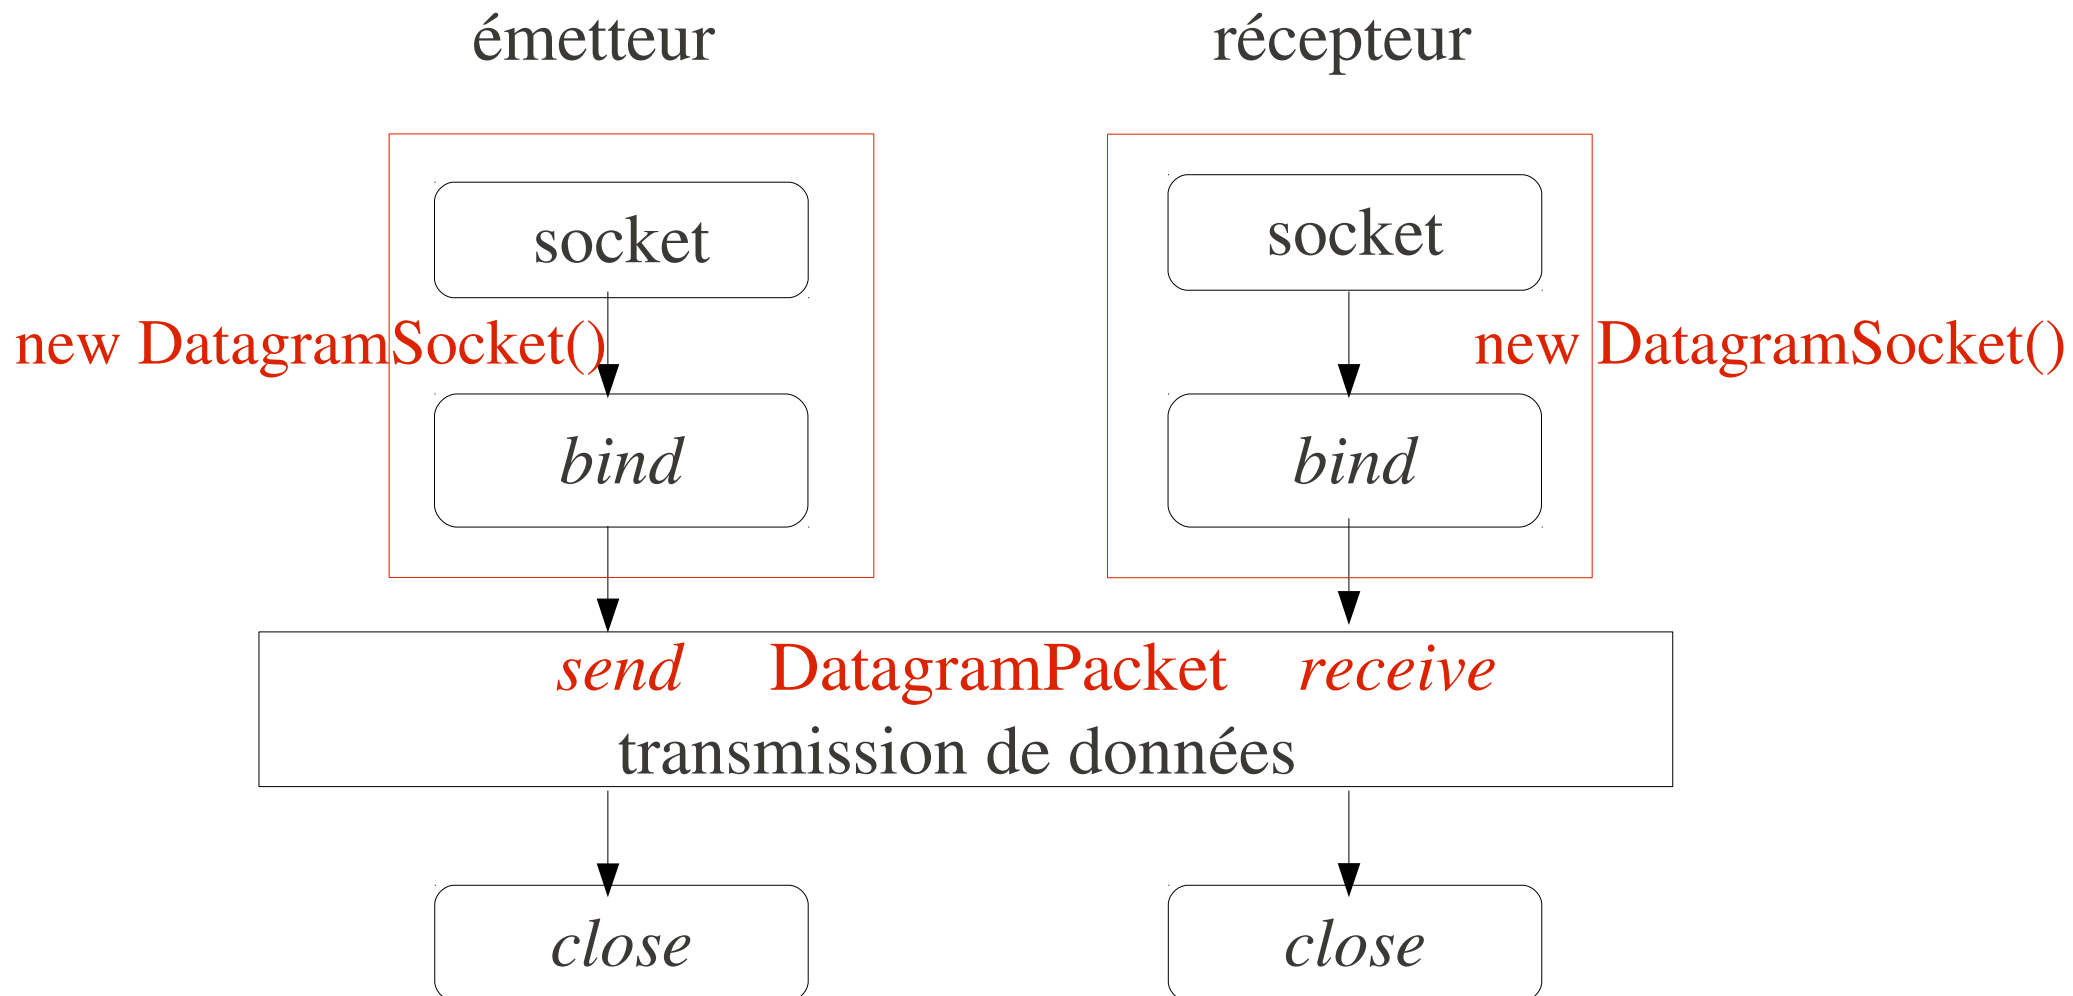 émetteur récepteur
socket socket
new DatagramSocket() new DatagramSocket()
bind bind
send DatagramPacket receive
transmission de données
close close